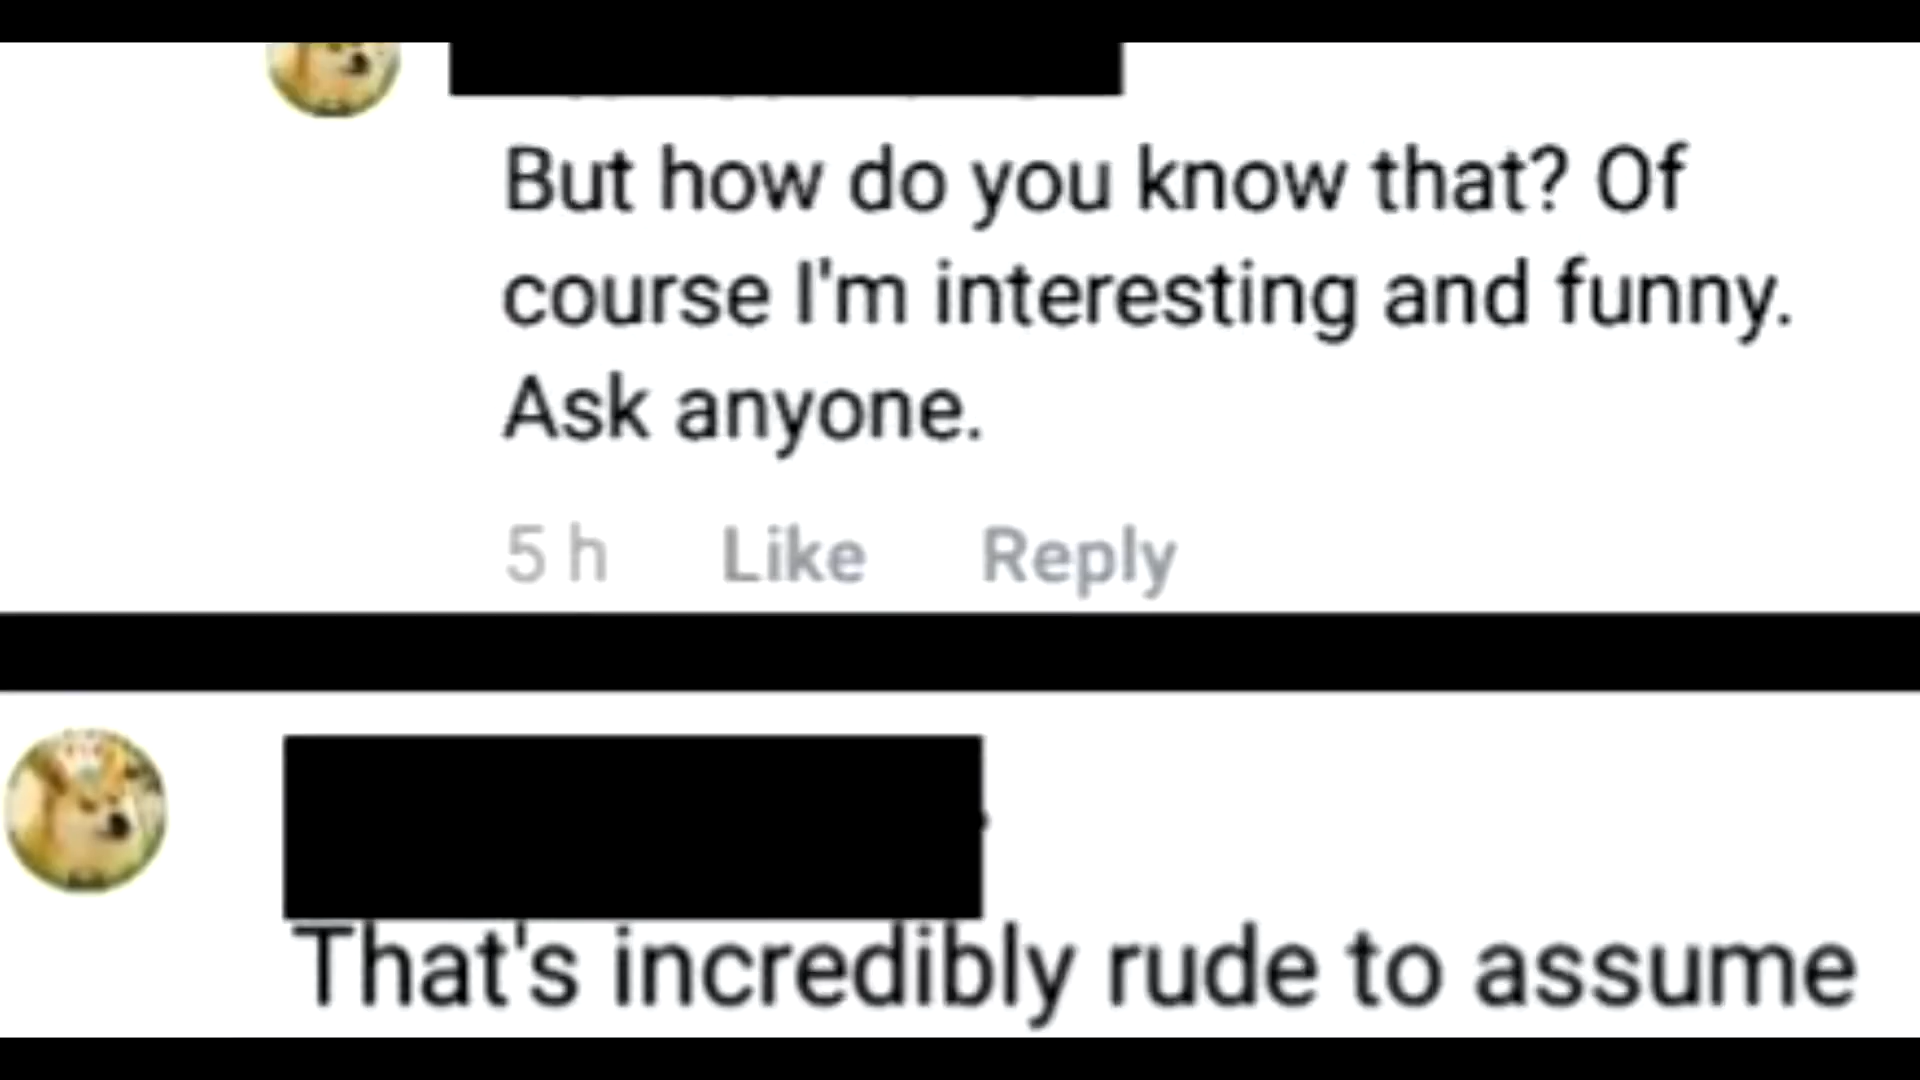 But how do you know that? Of
course I'm interesting and funny.
Ask anyone.
5 h Like Reply
That's incredibly rude to assume